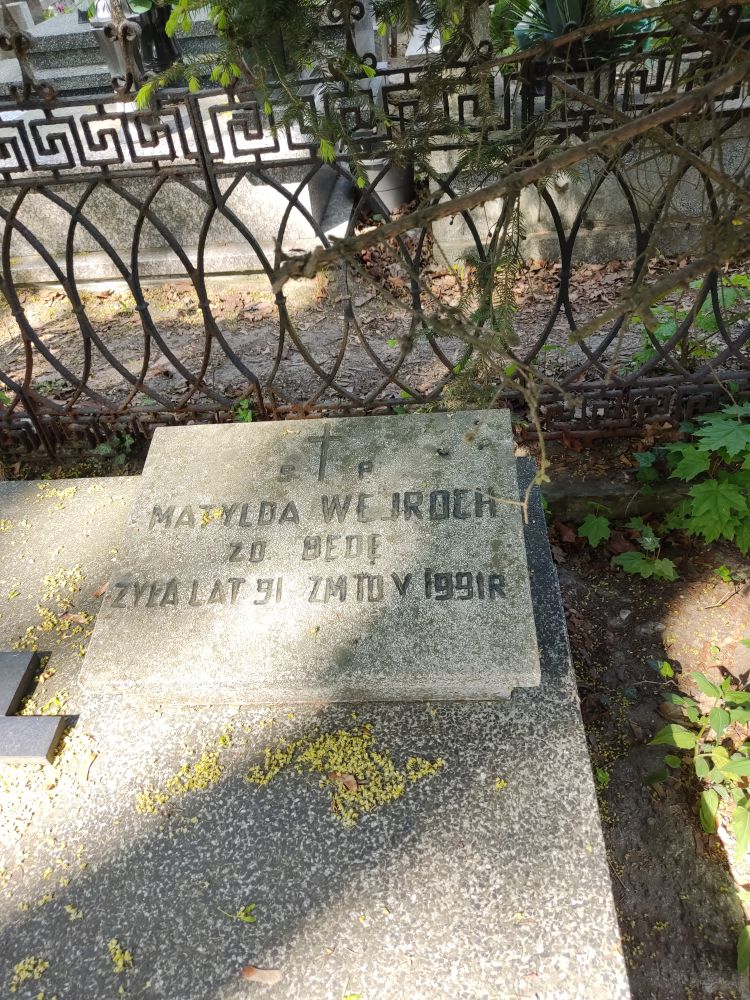 S P
MATYLDA WEJROCH
ZD. BEDĘ
ŻYŁA LAT 91 ZM 10 V 1991R